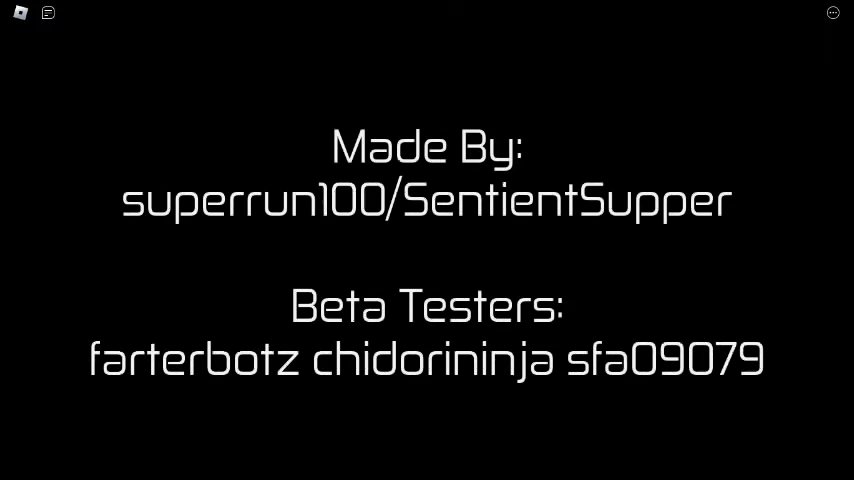 Made By:
superrun100/SentientSupper
Beta Testers:
farterbotz chidorininja sfa09079